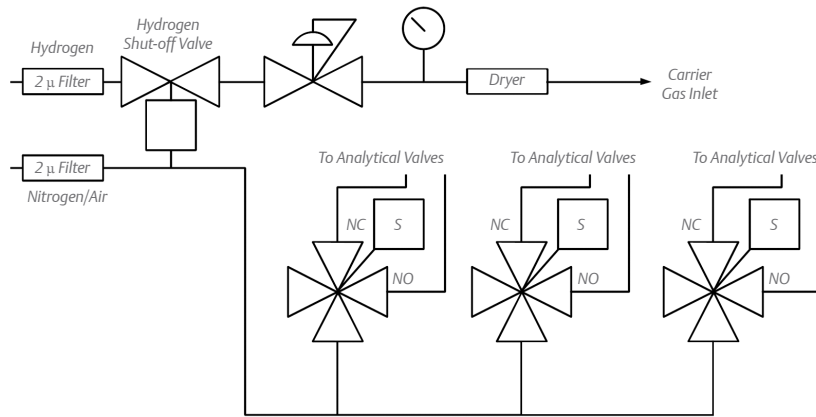 Hydrogen
Hydrogen
Shut-off Valve
2 μ Filter
Dryer
Carrier
Gas Inlet
2 μ Filter
Nitrogen/Air
To Analytical Valves
To Analytical Valves
To Analytical Valves
NC
S
NC
S
NC
S
NO
NO
NO